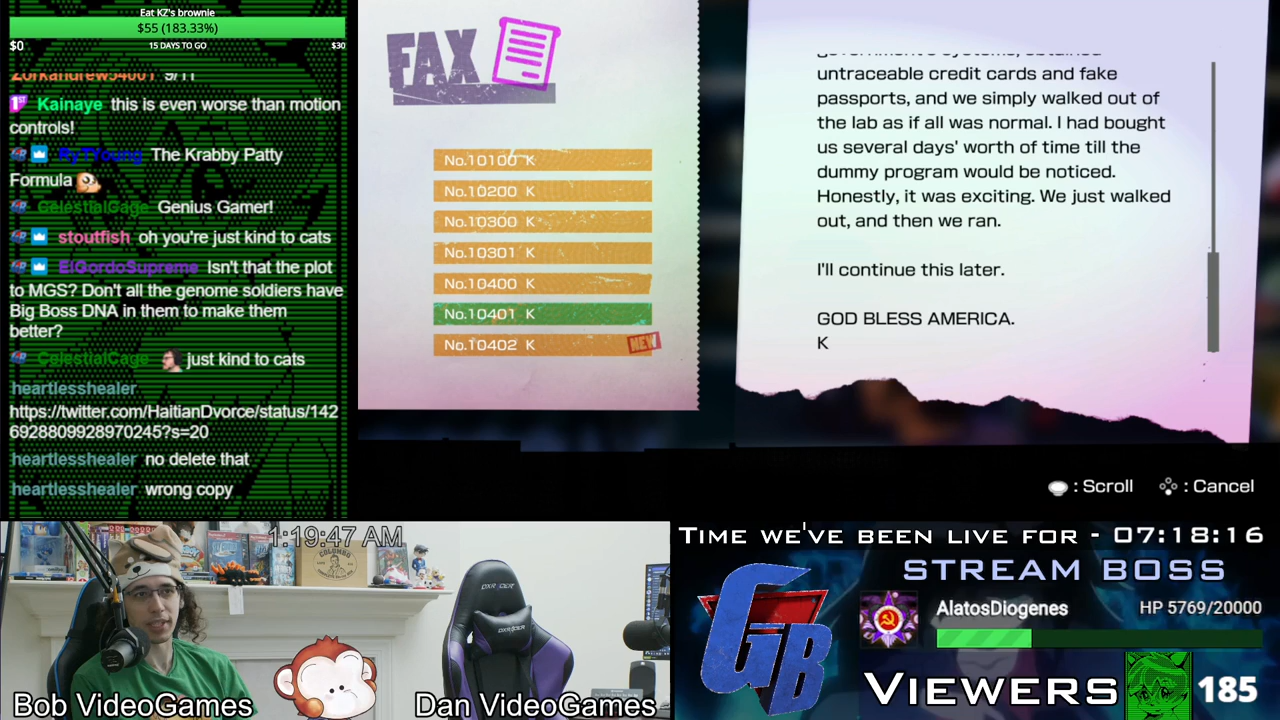 Eat KZ's brownie
$55 (183.33%)
$0
15 DAYS TO GO
$30
9/11
Kainaye this is even worse than motion
controls!
The Krabby Patty
Formula
CelestialCage Genius Gamer!
stoutfish oh you're just kind to cats
ElGordoSupreme Isn't that the plot
to MGS? Don't all the genome soldiers have
Big Boss DNA in them to make them
better?
CelestialCage just kind to cats
heartlesshealer
https://twitter.com/HaitianDvorce/status/142
6928809928970245?s=20
heartlesshealer no delete that
heartlesshealer wrong copy
FAX
No.10100 K
No.10200 K
No.10300 K
No.10301 K
No.10400 K
No.10401 K
No.10402 K
NEW
untraceable credit cards and fake
passports, and we simply walked out of
the lab as if all was normal. I had bought
us several days' worth of time till the
dummy program would be noticed.
Honestly, it was exciting. We just walked
out, and then we ran.
I'll continue this later.
GOD BLESS AMERICA.
K
: Scroll
: Cancel
1:19:47 AM
COLUMBO
DXRACER
Bob VideoGames
Dan VideoGames
Time we've been live for - 07:18:16
STREAM BOSS
AlatosDiogenes
HP 5769/20000
GB
Viewers
185